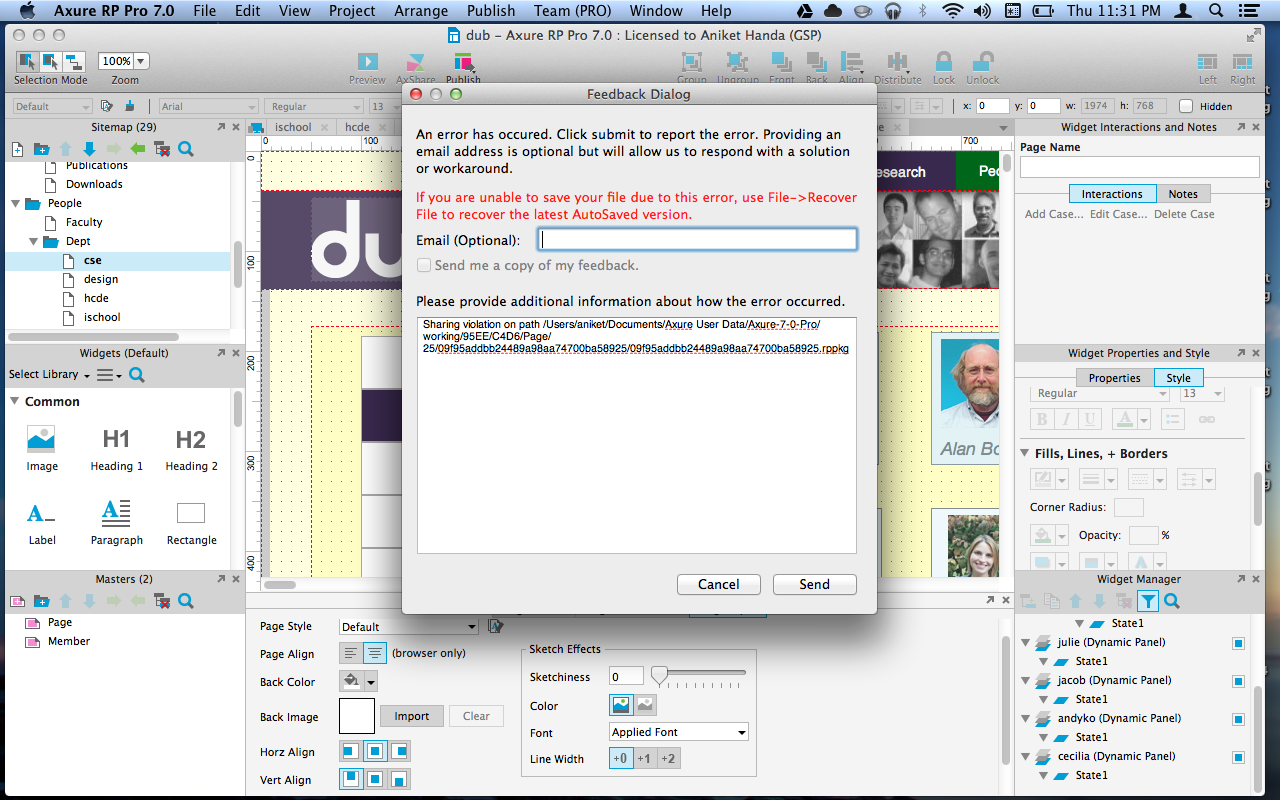 Axure RP Pro 7.0 File Edit View Project Arrange Publish Team (PRO) Window Help Thu 11:31 PM
dub – Axure RP Pro 7.0 : Licensed to Aniket Handa (GSP)
100%
Selection Mode Zoom Preview AxShare Publish Group Ungroup Front Back Align Distribute Lock Unlock Left Right
Default Arial Regular 13 x: 0 y: 0 w: 1974 h: 768 Hidden
Sitemap (29)
Publications
Downloads
People
Faculty
Dept
cse
design
hcde
ischool
Widgets (Default)
Select Library
Common
Image Heading 1 Heading 2
H1 H2
Label Paragraph Rectangle
A
Masters (2)
Page
Member
ischool hcde
0 100 700
0
100
200
300
400
du
esearch Peo
Alan Bo
Feedback Dialog
An error has occured. Click submit to report the error. Providing an
email address is optional but will allow us to respond with a solution
or workaround.
If you are unable to save your file due to this error, use File->Recover
File to recover the latest AutoSaved version.
Email (Optional):
Send me a copy of my feedback.
Please provide additional information about how the error occurred.
Sharing violation on path /Users/aniket/Documents/Axure User Data/Axure-7-0-Pro/
working/95EE/C4D6/Page/
25/09f95addbb24489a98aa74700ba58925/09f95addbb24489a98aa74700ba58925.rppkg
Cancel Send
Page Style Default
Page Align (browser only)
Back Color
Back Image Import Clear
Horz Align
Vert Align
Sketch Effects
Sketchiness 0
Color
Font Applied Font
Line Width +0 +1 +2
Widget Interactions and Notes
Page Name
Interactions Notes
Add Case... Edit Case... Delete Case
Widget Properties and Style
Properties Style
Regular 13
B I U A
Fills, Lines, + Borders
Corner Radius:
Opacity: %
Widget Manager
State1
julie (Dynamic Panel)
State1
jacob (Dynamic Panel)
State1
andyko (Dynamic Panel)
State1
cecilia (Dynamic Panel)
State1